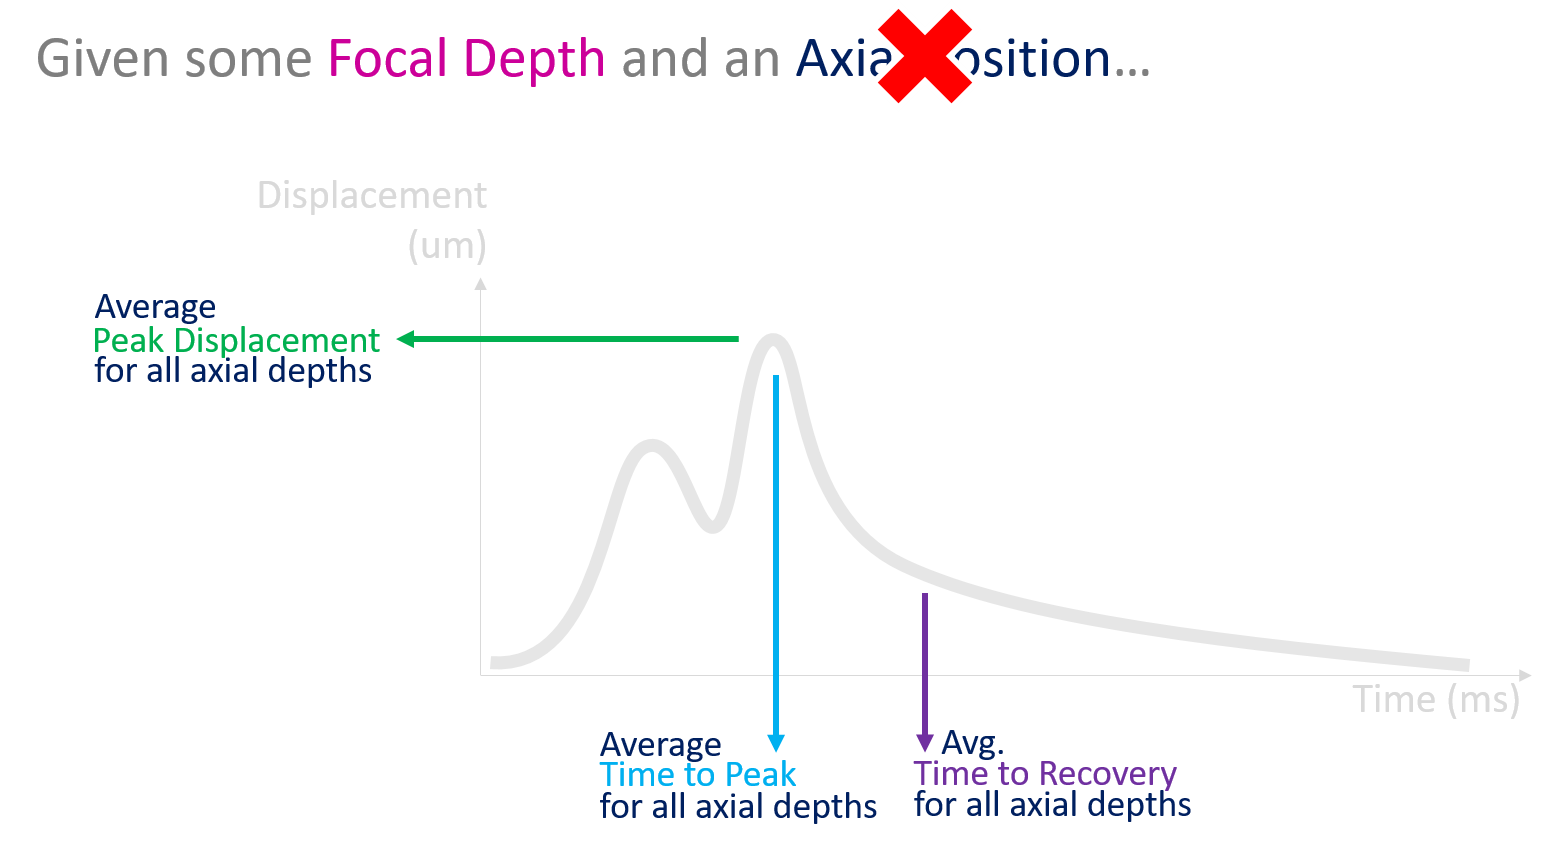 Given some Focal Depth and an Axia osition…
Displacement
(um)
Average
Peak Displacement
for all axial depths
Time (ms)
Average
Time to Peak
for all axial depths
Avg.
Time to Recovery
for all axial depths